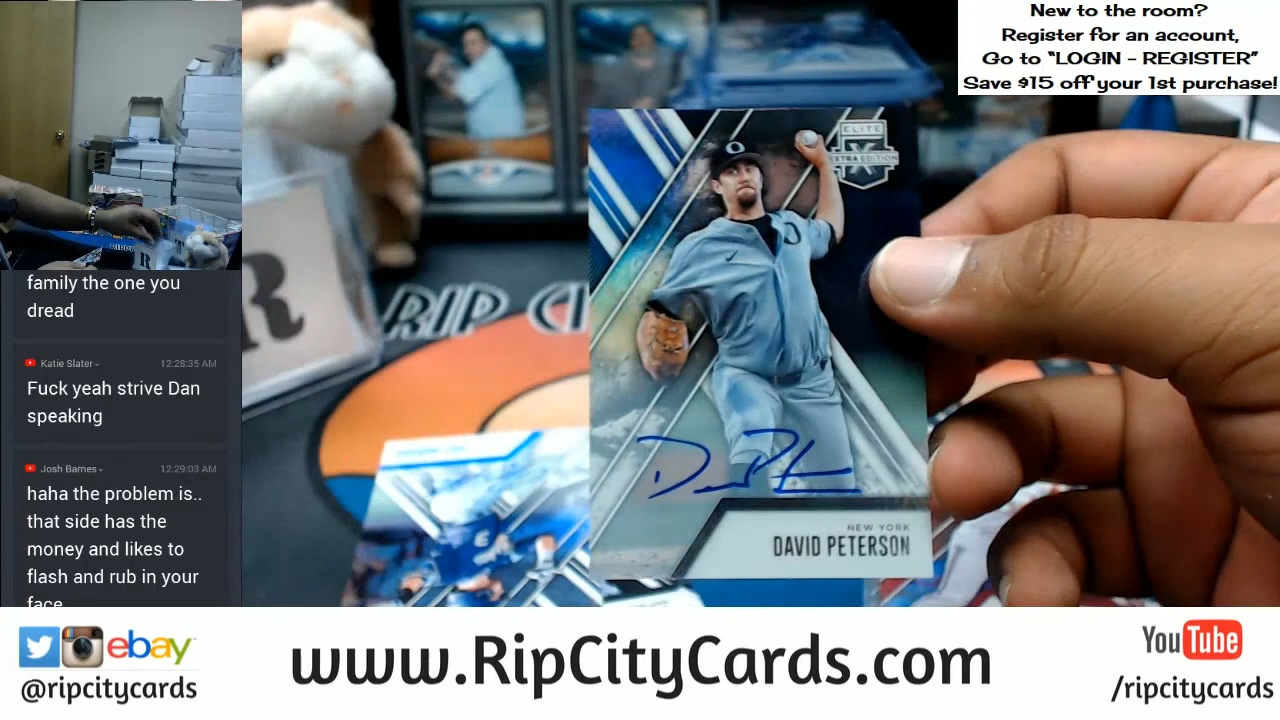 New to the room?
Register for an account,
Go to “LOGIN - REGISTER”
Save $15 off your 1st purchase!
family the one you
dread
Katie Slater
12:28:35 AM
Fuck yeah strive Dan
speaking
Josh Barnes
12:29:03 AM
haha the problem is..
that side has the
money and likes to
flash and rub in your
face
R
RIP CI
ELITE
X
EXTRA EDITION
O
O
NEW YORK
DAVID PETERSON
ebay
@ripcitycards
www.RipCityCards.com
YouTube
/ripcitycards